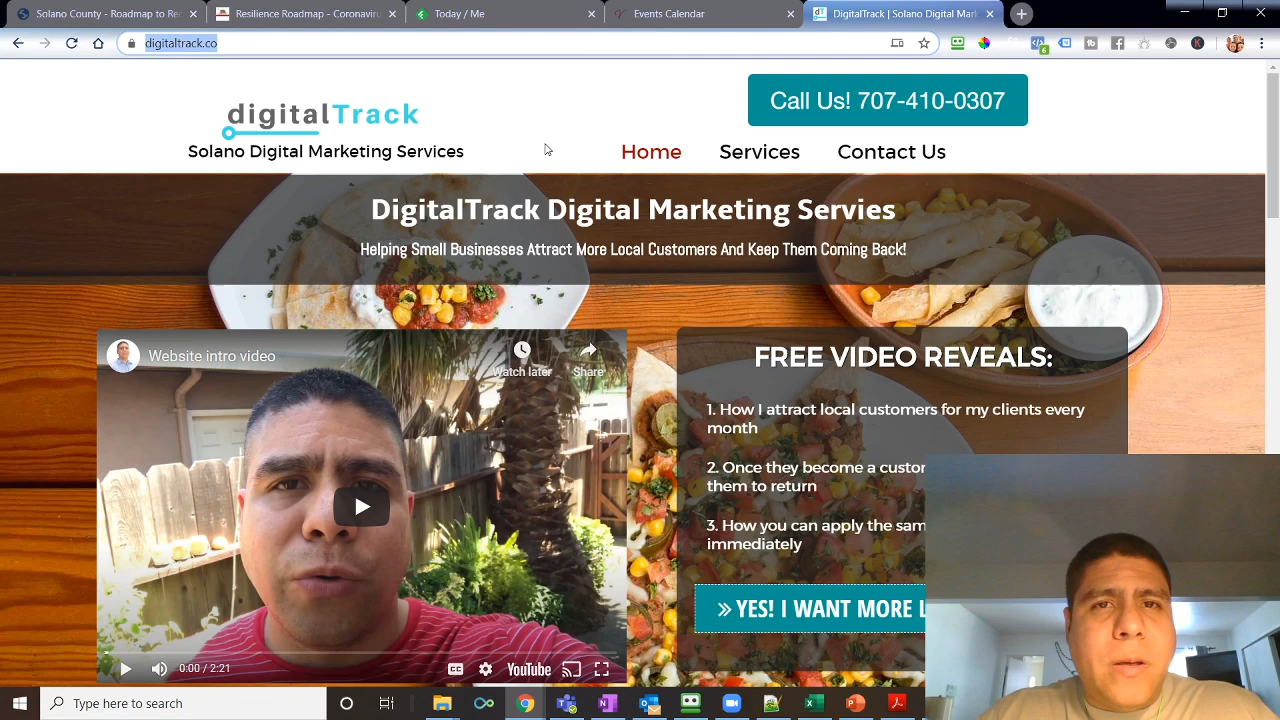 Solano County - Roadmap to Re
Resilience Roadmap - Coronaviru
Today / Me
Events Calendar
DigitalTrack | Solano Digital Mark
digitaltrack.co
6
digitalTrack
Solano Digital Marketing Services
Call Us! 707-410-0307
Home
Services
Contact Us
DigitalTrack Digital Marketing Servies
Helping Small Businesses Attract More Local Customers And Keep Them Coming Back!
Website intro video
Watch later
Share
0:00 / 2:21
CC
YouTube
FREE VIDEO REVEALS:
1. How I attract local customers for my clients every
month
2. Once they become a custor
them to return
3. How you can apply the sam
immediately
YES! I WANT MORE L
Type here to search